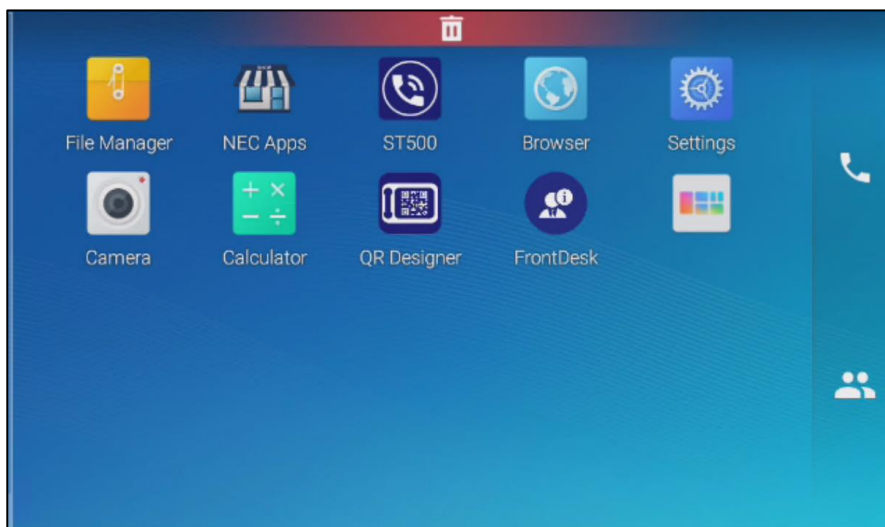 File Manager
NEC Apps
ST500
Browser
Settings
Camera
Calculator
QR Designer
FrontDesk